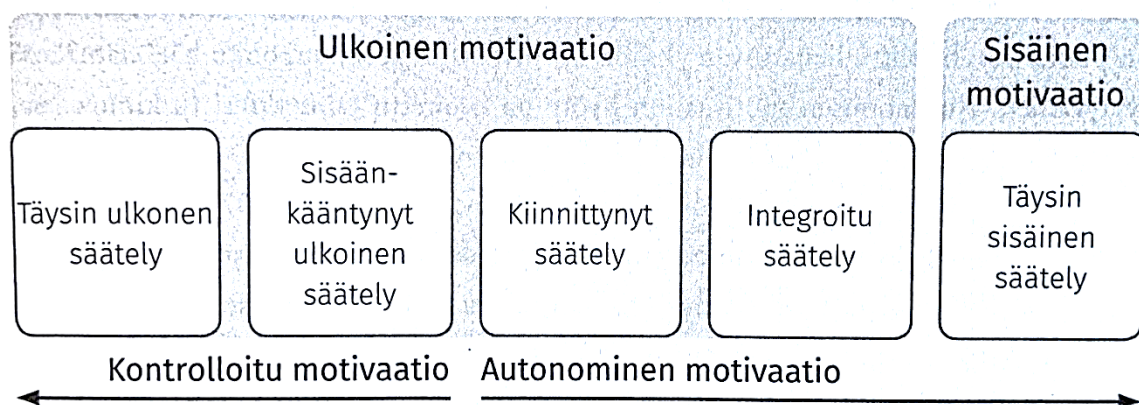 Ulkoinen motivaatio
Sisäinen
motivaatio
Täysin ulkonen
säätely
Sisään-
kääntynyt
ulkoinen
säätely
Kiinnittynyt
säätely
Integroitu
säätely
Täysin
sisäinen
säätely
Kontrolloitu motivaatio
Autonominen motivaatio